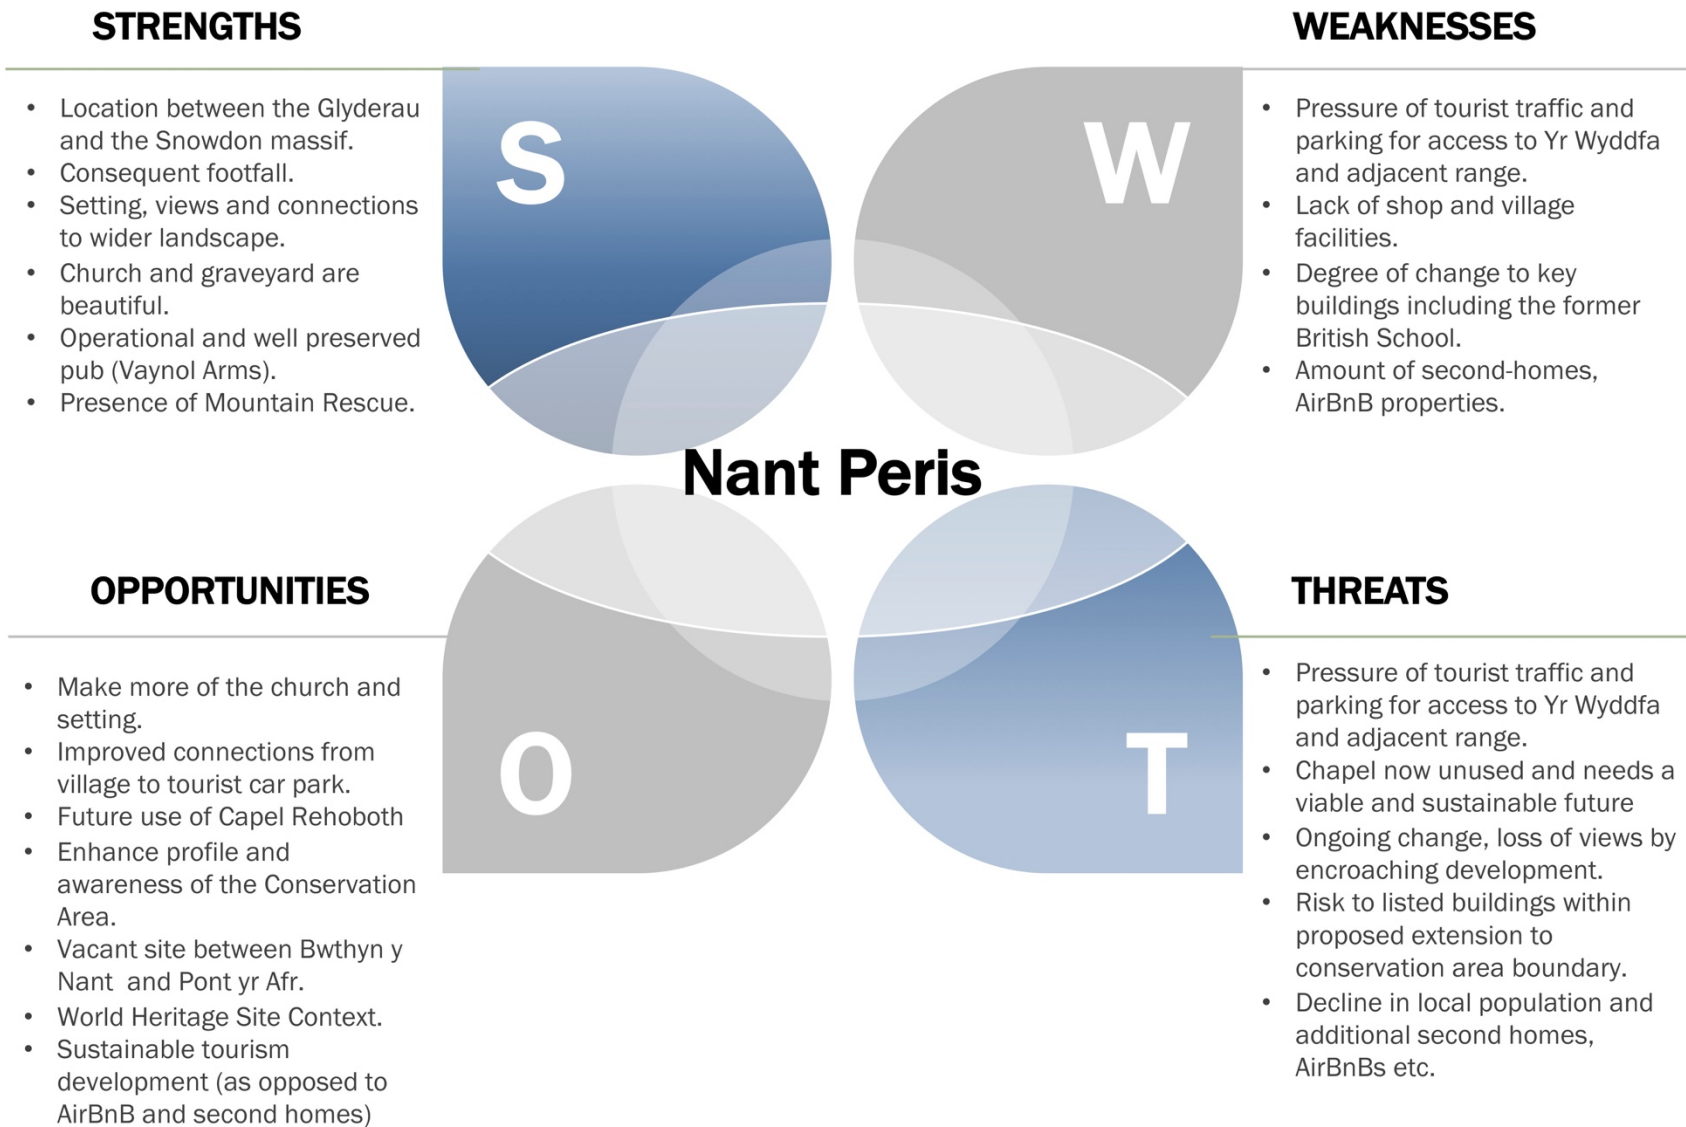 STRENGTHS
• Location between the Glyderau
and the Snowdon massif.
• Consequent footfall.
• Setting, views and connections
to wider landscape.
• Church and graveyard are
beautiful.
• Operational and well preserved
pub (Vaynol Arms).
• Presence of Mountain Rescue.
S
WEAKNESSES
W
• Pressure of tourist traffic and
parking for access to Yr Wyddfa
and adjacent range.
• Lack of shop and village
facilities.
• Degree of change to key
buildings including the former
British School.
• Amount of second-homes,
AirBnB properties.
Nant Peris
OPPORTUNITIES
• Make more of the church and
setting.
• Improved connections from
village to tourist car park.
• Future use of Capel Rehoboth
• Enhance profile and
awareness of the Conservation
Area.
• Vacant site between Bwthyn y
Nant and Pont yr Afr.
• World Heritage Site Context.
• Sustainable tourism
development (as opposed to
AirBnB and second homes)
O
THREATS
T
• Pressure of tourist traffic and
parking for access to Yr Wyddfa
and adjacent range.
• Chapel now unused and needs a
viable and sustainable future
• Ongoing change, loss of views by
encroaching development.
• Risk to listed buildings within
proposed extension to
conservation area boundary.
• Decline in local population and
additional second homes,
AirBnBs etc.